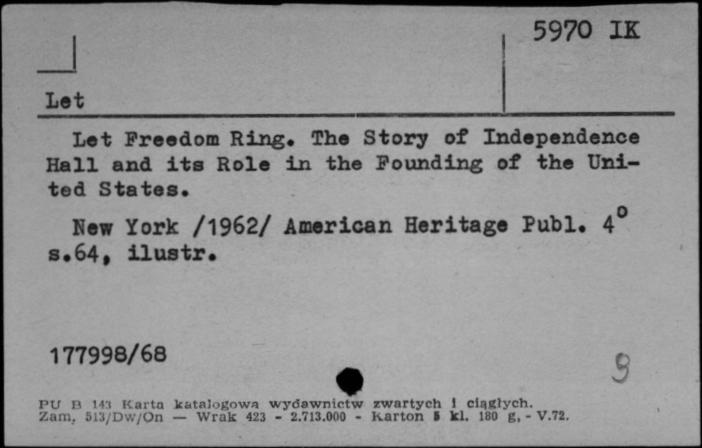 5970 IK
Let
Let Freedom Ring. The Story of Independence
Hall and its Role in the Founding of the Uni-
ted States.
New York /1962/ American Heritage Publ. 4°
s.64, ilustr.
177998/68
9
PU B 143 Karta katalogowa wydawnictw zwartych i ciągłych.
Zam. 513/Dw/On — Wrak 423 - 2.713.000 - Karton kl. 180 g, - V.72.